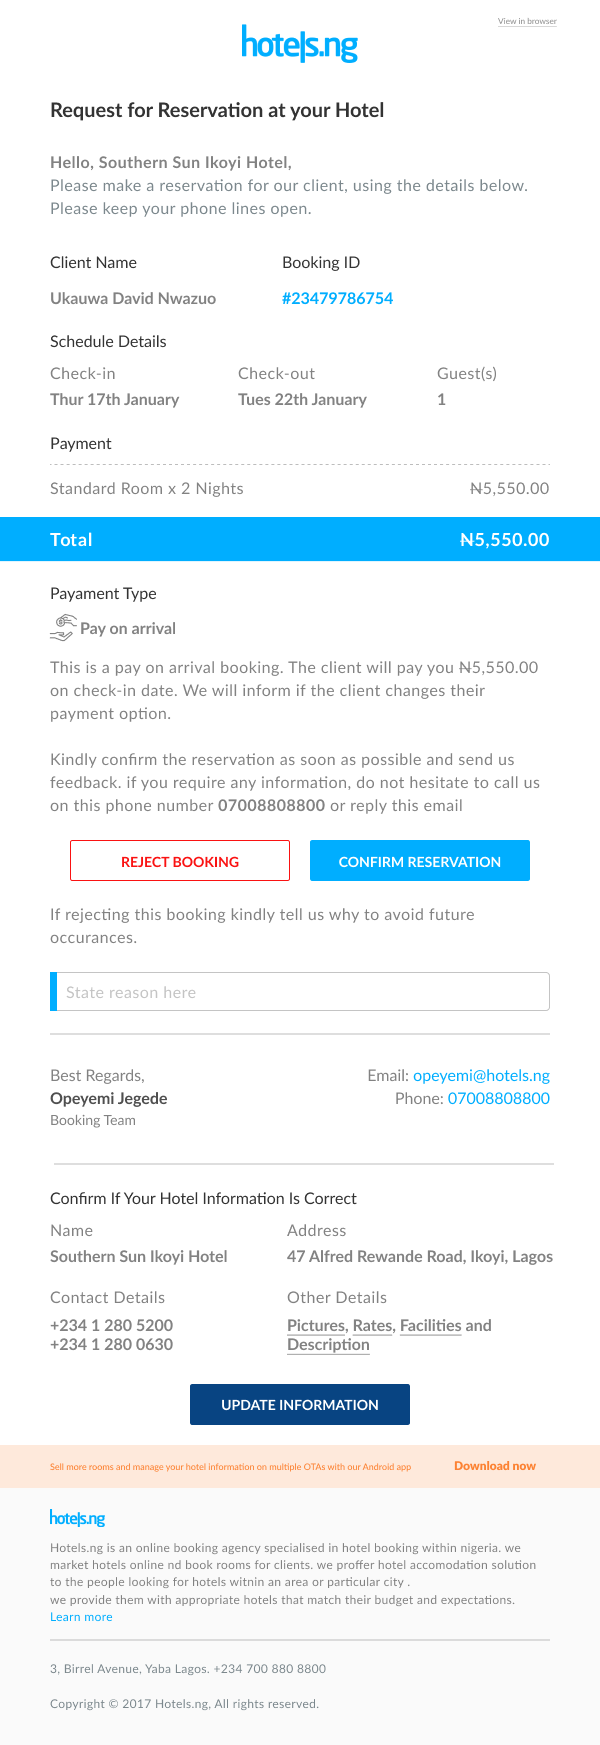 View in browser
hotels.ng
Request for Reservation at your Hotel
Hello, Southern Sun Ikoyi Hotel,
Please make a reservation for our client, using the details below.
Please keep your phone lines open.
Client Name Booking ID
Ukauwa David Nwazuo #23479786754
Schedule Details
Check-in Check-out Guest(s)
Thur 17th January Tues 22th January 1
Payment
Standard Room x 2 Nights ₦5,550.00
Total ₦5,550.00
Payament Type
Pay on arrival
This is a pay on arrival booking. The client will pay you ₦5,550.00
on check-in date. We will inform if the client changes their
payment option.
Kindly confirm the reservation as soon as possible and send us
feedback. if you require any information, do not hesitate to call us
on this phone number 07008808800 or reply this email
REJECT BOOKING CONFIRM RESERVATION
If rejecting this booking kindly tell us why to avoid future
occurances.
State reason here
Best Regards, Email: opeyemi@hotels.ng
Opeyemi Jegede Phone: 07008808800
Booking Team
Confirm If Your Hotel Information Is Correct
Name Address
Southern Sun Ikoyi Hotel 47 Alfred Rewande Road, Ikoyi, Lagos
Contact Details Other Details
+234 1 280 5200 Pictures, Rates, Facilities and
+234 1 280 0630 Description
UPDATE INFORMATION
Sell more rooms and manage your hotel information on multiple OTAs with our Android app Download now
hotels.ng
Hotels.ng is an online booking agency specialised in hotel booking within nigeria. we
market hotels online nd book rooms for clients. we proffer hotel accomodation solution
to the people looking for hotels witnin an area or particular city .
we provide them with appropriate hotels that match their budget and expectations.
Learn more
3, Birrel Avenue, Yaba Lagos. +234 700 880 8800
Copyright © 2017 Hotels.ng, All rights reserved.